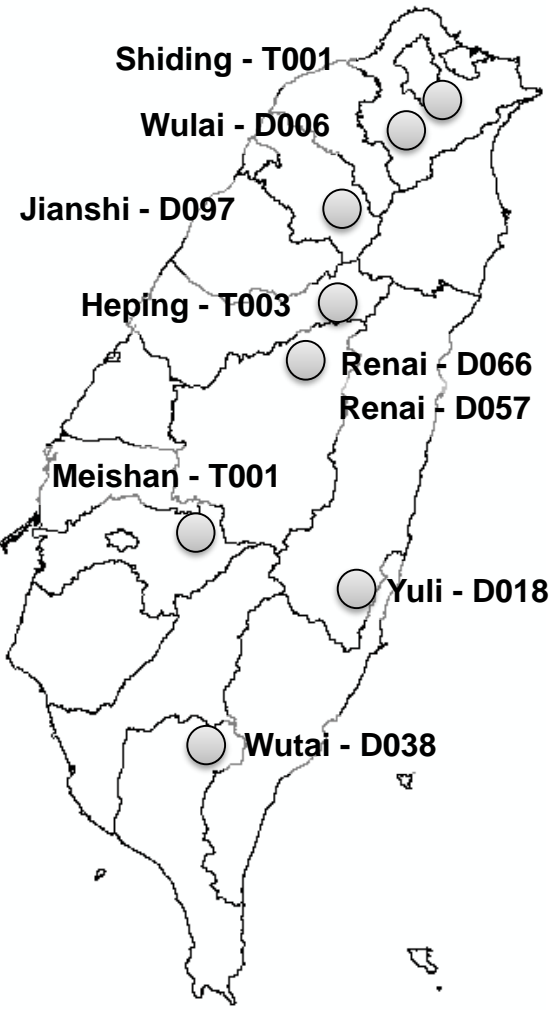 Shiding - T001
Wulai - D006
Jianshi - D097
Heping - T003
Renai - D066
Renai - D057
Meishan - T001
Yuli - D018
Wutai - D038